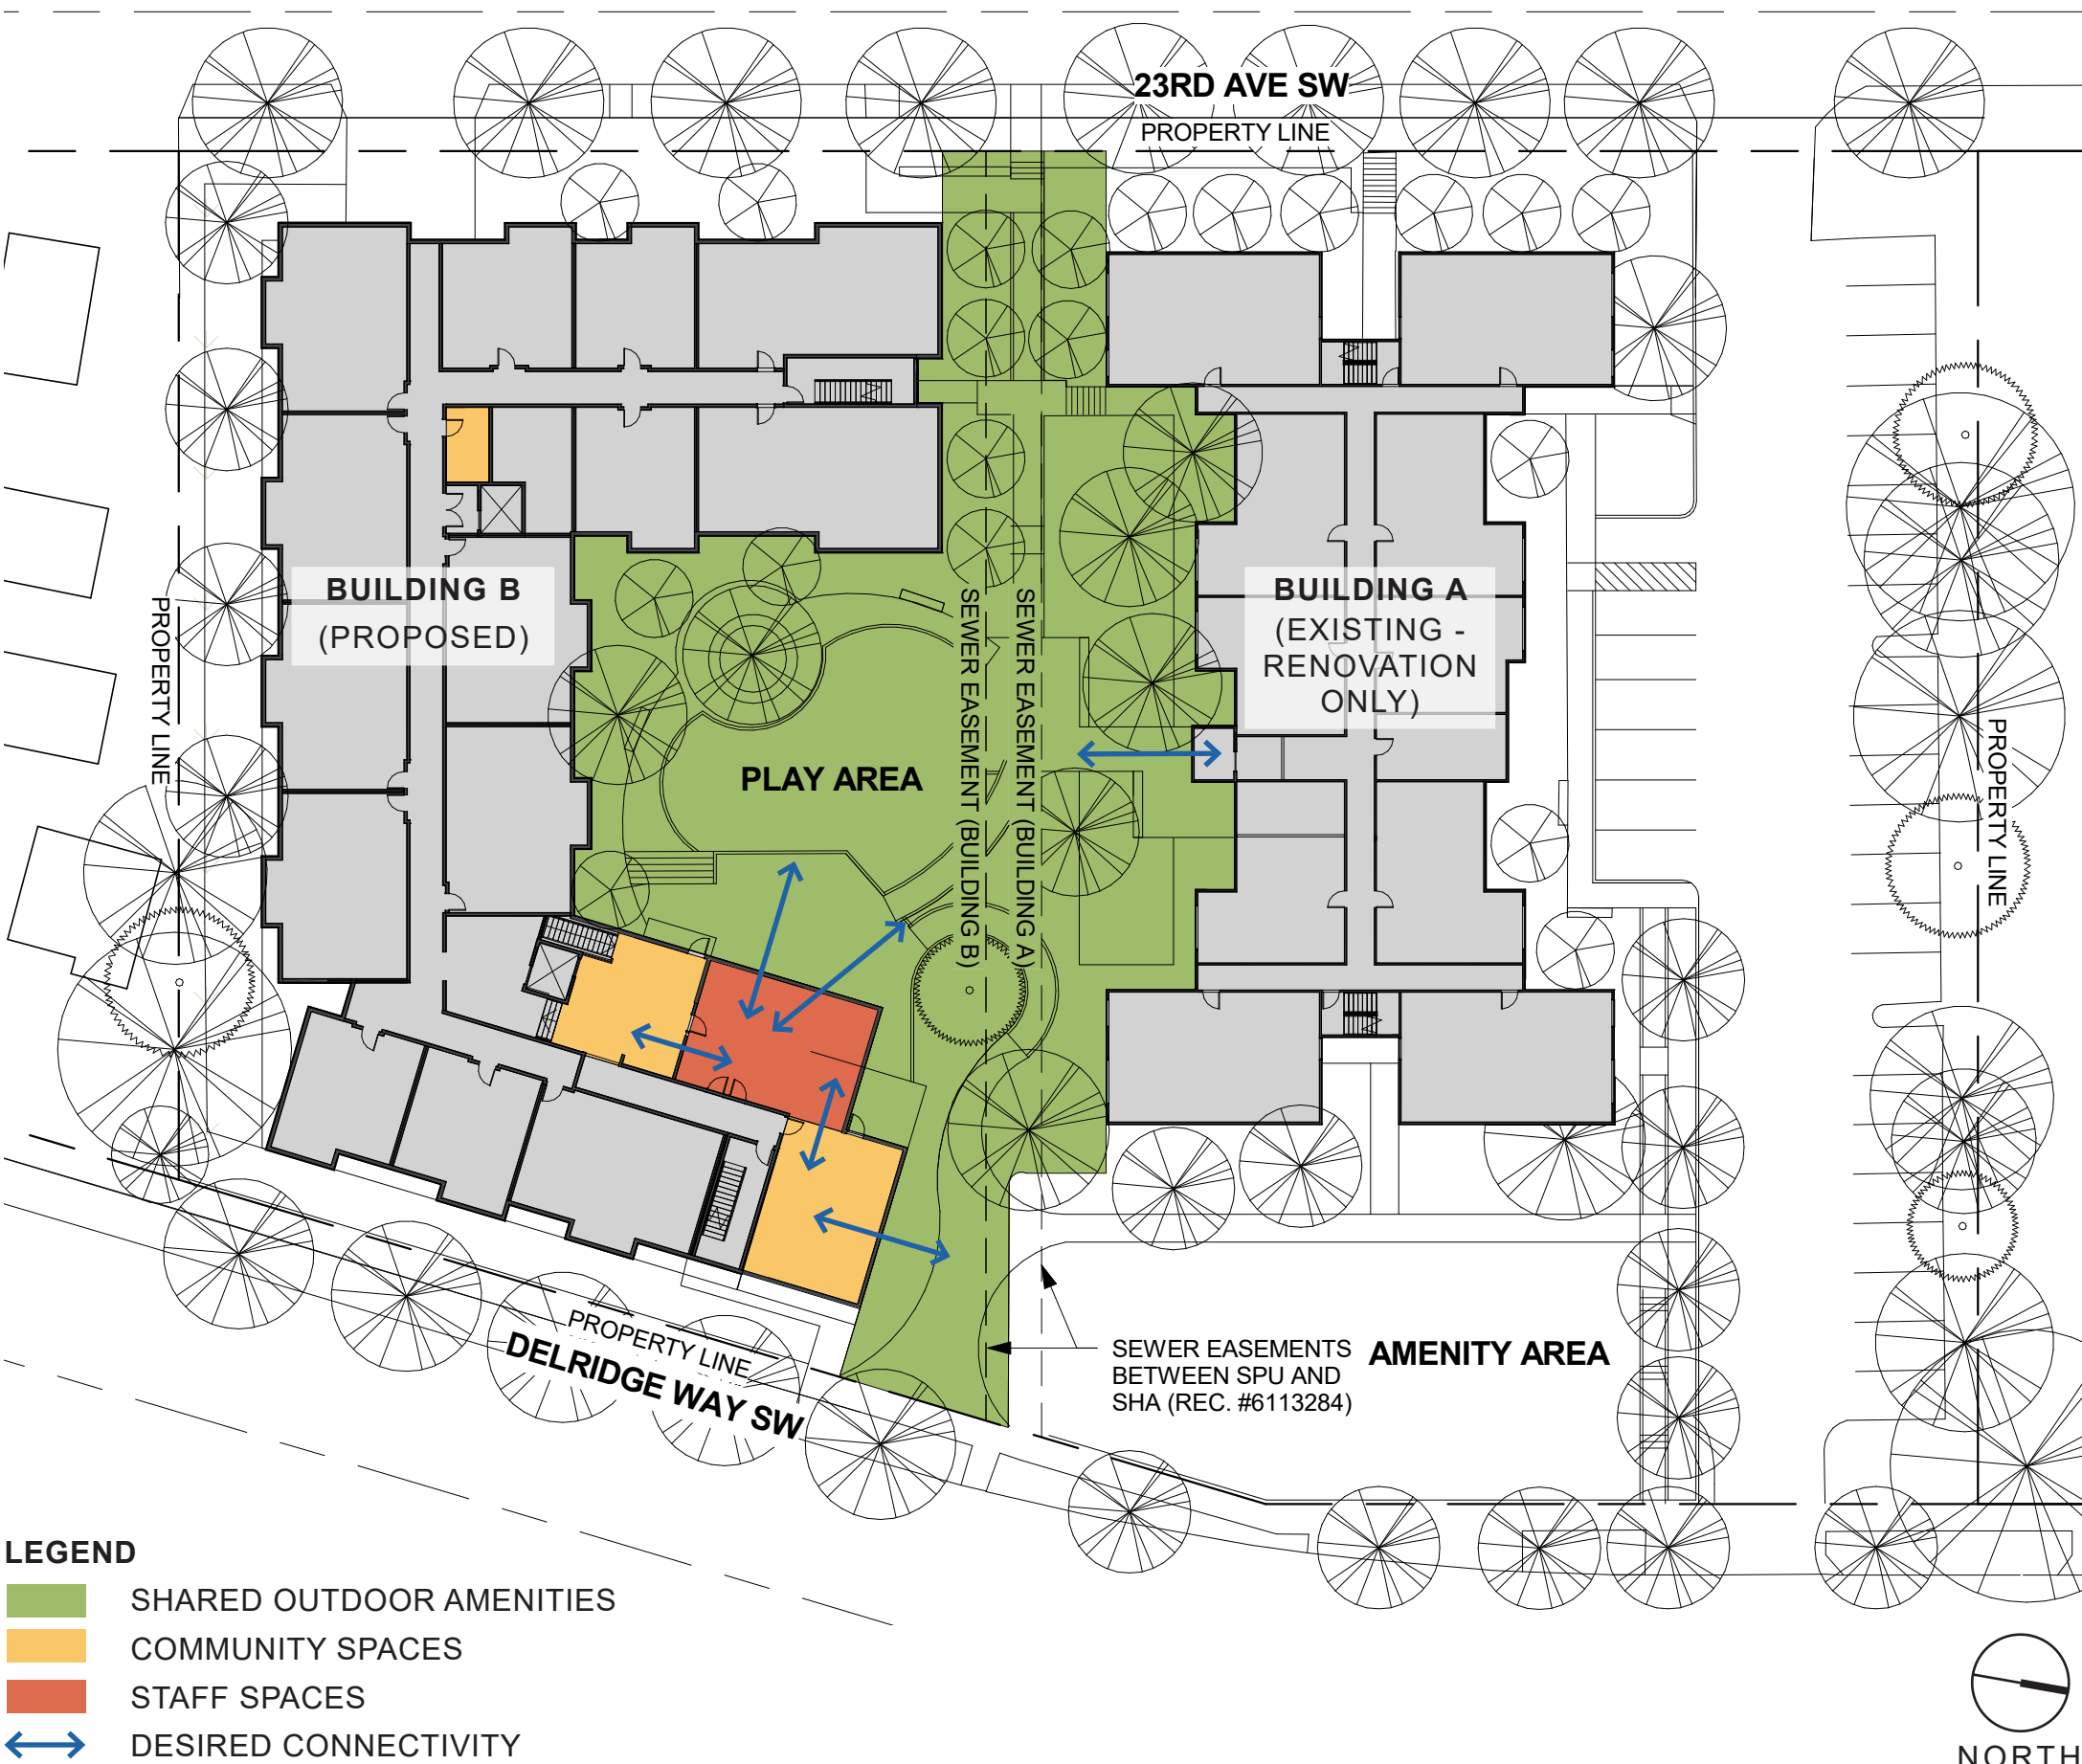 23RD AVE SW
PROPERTY LINE
BUILDING B
(PROPOSED)
BUILDING A
(EXISTING -
RENOVATION
ONLY)
PROPERTY LINE
SEWER EASEMENT (BUILDING B)
SEWER EASEMENT (BUILDING A)
PLAY AREA
PROPERTY LINE
PROPERTY LINE
DELRIDGE WAY SW
SEWER EASEMENTS
BETWEEN SPU AND
SHA (REC. #6113284)
AMENITY AREA
LEGEND
SHARED OUTDOOR AMENITIES
COMMUNITY SPACES
STAFF SPACES
DESIRED CONNECTIVITY
NORTH